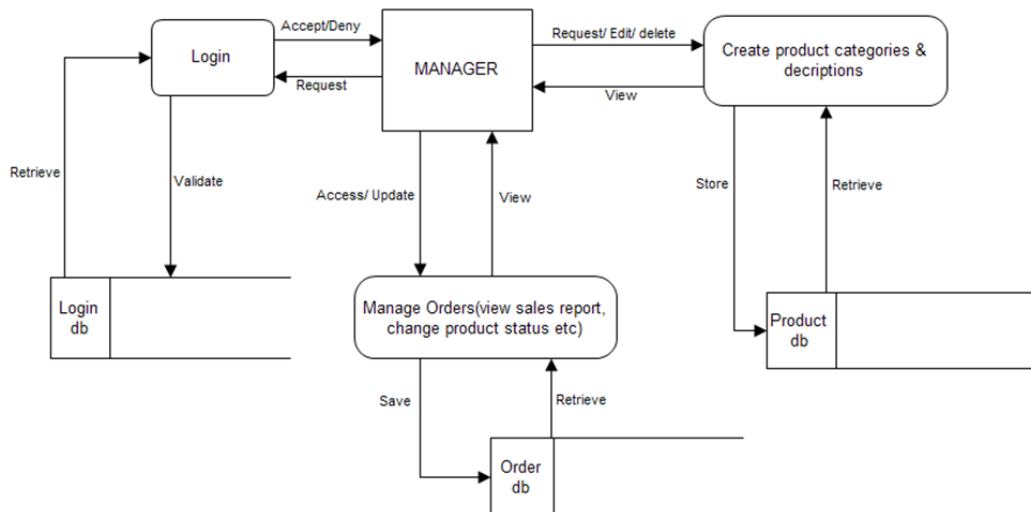 Accept/Deny
Login
Request
MANAGER
Request/ Edit/ delete
View
Create product categories &
decriptions
Retrieve
Validate
Access/ Update
View
Store
Retrieve
Login
db
Manage Orders(view sales report,
change product status etc)
Product
db
Save
Retrieve
Order
db